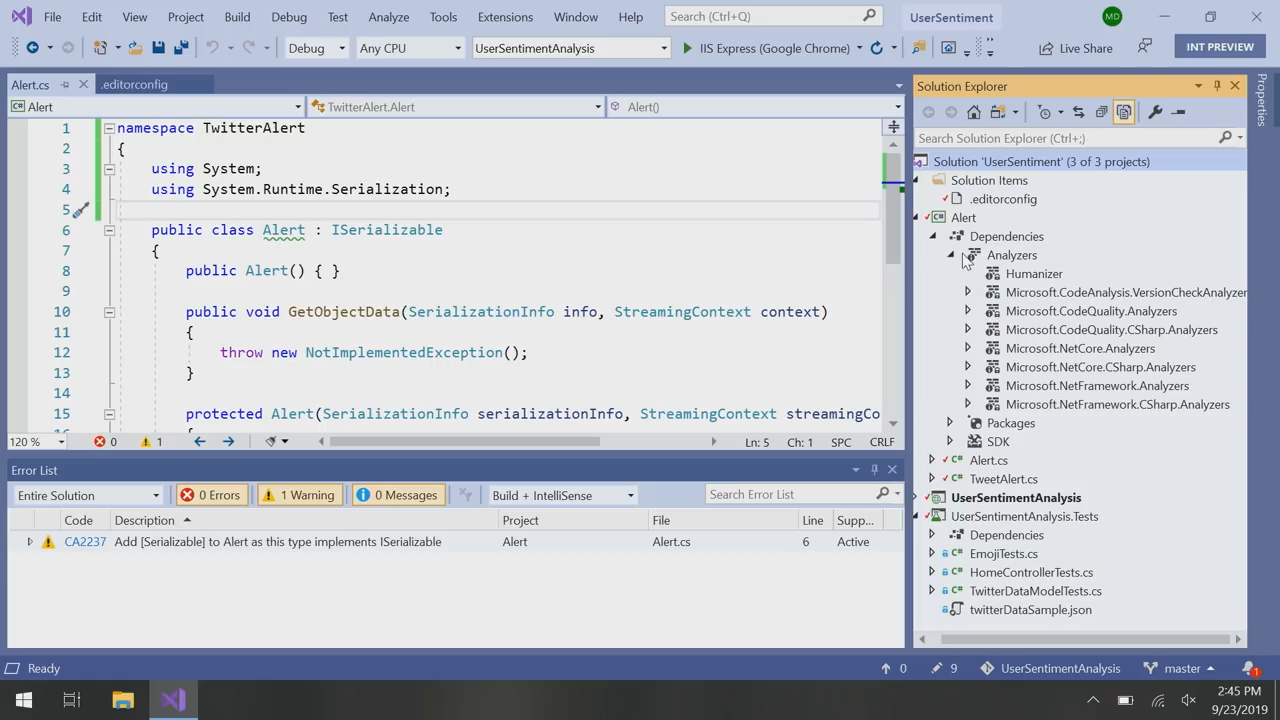 File Edit View Project Build Debug Test Analyze Tools Extensions Window Help Search (Ctrl+Q) UserSentiment MD
Debug Any CPU UserSentimentAnalysis IIS Express (Google Chrome) Live Share INT PREVIEW
Alert.cs .editorconfig
Alert TwitterAlert.Alert Alert()
1 namespace TwitterAlert
2 {
3 using System;
4 using System.Runtime.Serialization;
5
6 public class Alert : ISerializable
7 {
8 public Alert() { }
9
10 public void GetObjectData(SerializationInfo info, StreamingContext context)
11 {
12 throw new NotImplementedException();
13 }
14
15 protected Alert(SerializationInfo serializationInfo, StreamingContext streamingCo
120 % 0 1 Ln: 5 Ch: 1 SPC CRLF
Error List
Entire Solution 0 Errors 1 Warning 0 Messages Build + IntelliSense Search Error List
Code Description Project File Line Supp...
CA2237 Add [Serializable] to Alert as this type implements ISerializable Alert Alert.cs 6 Active
Solution Explorer
Search Solution Explorer (Ctrl+;)
Solution 'UserSentiment' (3 of 3 projects)
Solution Items
.editorconfig
C# Alert
Dependencies
Analyzers
Humanizer
Microsoft.CodeAnalysis.VersionCheckAnalyzer
Microsoft.CodeQuality.Analyzers
Microsoft.CodeQuality.CSharp.Analyzers
Microsoft.NetCore.Analyzers
Microsoft.NetCore.CSharp.Analyzers
Microsoft.NetFramework.Analyzers
Microsoft.NetFramework.CSharp.Analyzers
Packages
SDK
C# Alert.cs
C# TweetAlert.cs
UserSentimentAnalysis
UserSentimentAnalysis.Tests
Dependencies
C# EmojiTests.cs
C# HomeControllerTests.cs
C# TwitterDataModelTests.cs
twitterDataSample.json
Properties
Ready 0 9 UserSentimentAnalysis master 1
2:45 PM
9/23/2019